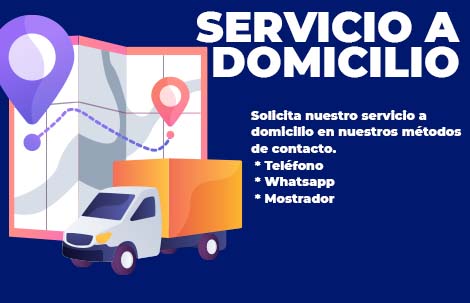 SERVICIO A
DOMICILIO
Solicita nuestro servicio a
domicilio en nuestros métodos
de contacto.
* Teléfono
* Whatsapp
* Mostrador